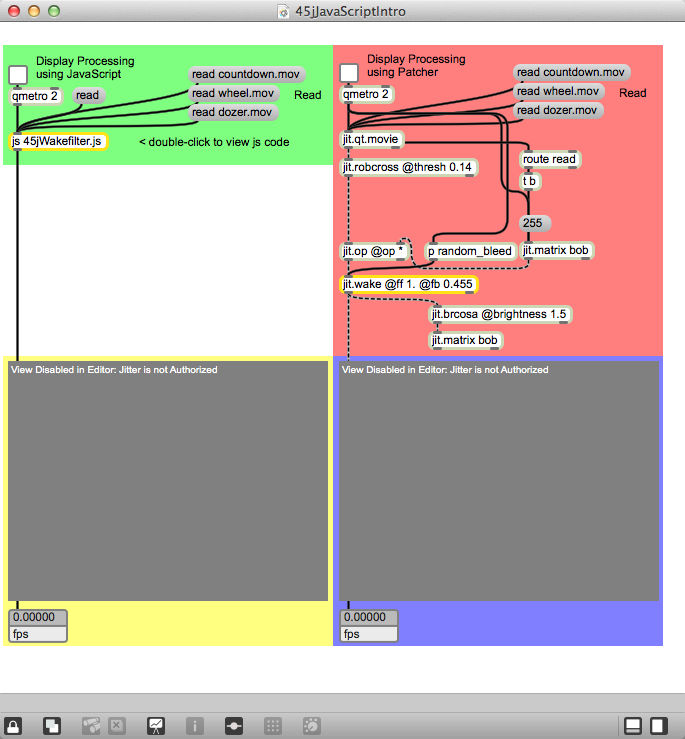 45jJavaScriptIntro
Display Processing
using JavaScript
qmetro 2
read
read countdown.mov
read wheel.mov
read dozer.mov
Read
js 45jWakefilter.js
< double-click to view js code
Display Processing
using Patcher
qmetro 2
read countdown.mov
read wheel.mov
read dozer.mov
Read
jit.qt.movie
jit.robcross @thresh 0.14
route read
t b
255
jit.op @op *
p random_bleed
jit.matrix bob
jit.wake @ff 1. @fb 0.455
jit.brcosa @brightness 1.5
jit.matrix bob
View Disabled in Editor: Jitter is not Authorized
View Disabled in Editor: Jitter is not Authorized
0.00000
fps
0.00000
fps